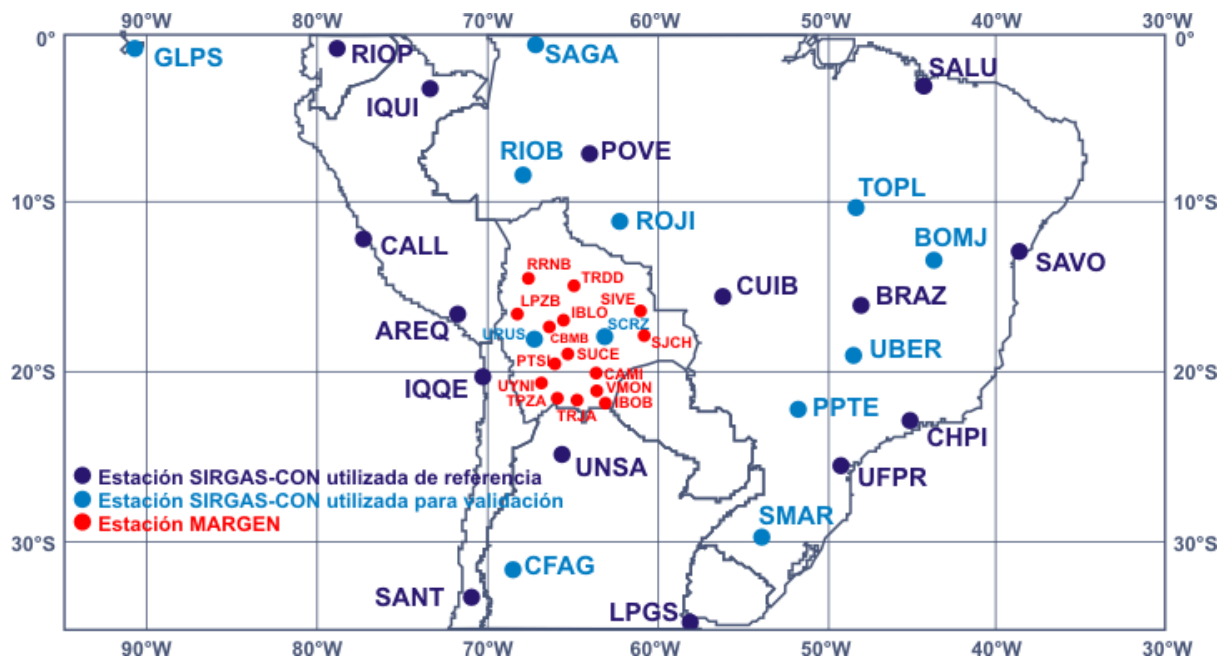 90°W 80°W 70°W 60°W 50°W 40°W 30°W
0° 0°
GLPS RIOP SAGA SALU
IQUI
RIOB POVE
TOPL
10°S 10°S
ROJI
BOMJ
CALL SAVO
RRNB TRDD
CUIB BRAZ
LPZB IBLO SIVE
AREQ URUS CBMB SCRZ SJCH
UBER
PTSI SUCE
20°S 20°S
IQQE UYNI CAMI
VMON
TPZA TRJA IBOB
PPTE
CHPI
UNSA UFPR
Estación SIRGAS-CON utilizada de referencia
Estación SIRGAS-CON utilizada para validación
Estación MARGEN
SMAR
30°S 30°S
CFAG
SANT LPGS
90°W 80°W 70°W 60°W 50°W 40°W 30°W